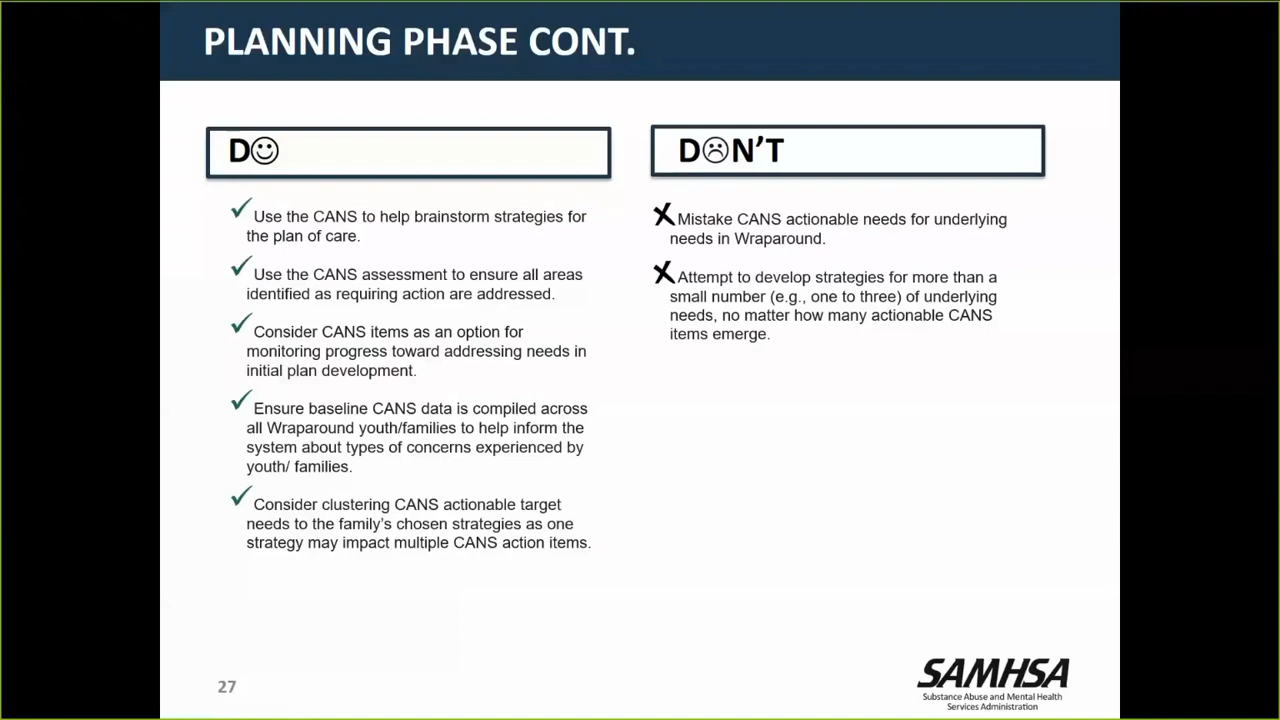 PLANNING PHASE CONT.
D☺
Use the CANS to help brainstorm strategies for
the plan of care.
Use the CANS assessment to ensure all areas
identified as requiring action are addressed.
Consider CANS items as an option for
monitoring progress toward addressing needs in
initial plan development.
Ensure baseline CANS data is compiled across
all Wraparound youth/families to help inform the
system about types of concerns experienced by
youth/ families.
Consider clustering CANS actionable target
needs to the family’s chosen strategies as one
strategy may impact multiple CANS action items.
D☹N’T
Mistake CANS actionable needs for underlying
needs in Wraparound.
Attempt to develop strategies for more than a
small number (e.g., one to three) of underlying
needs, no matter how many actionable CANS
items emerge.
27
SAMHSA
Substance Abuse and Mental Health
Services Administration